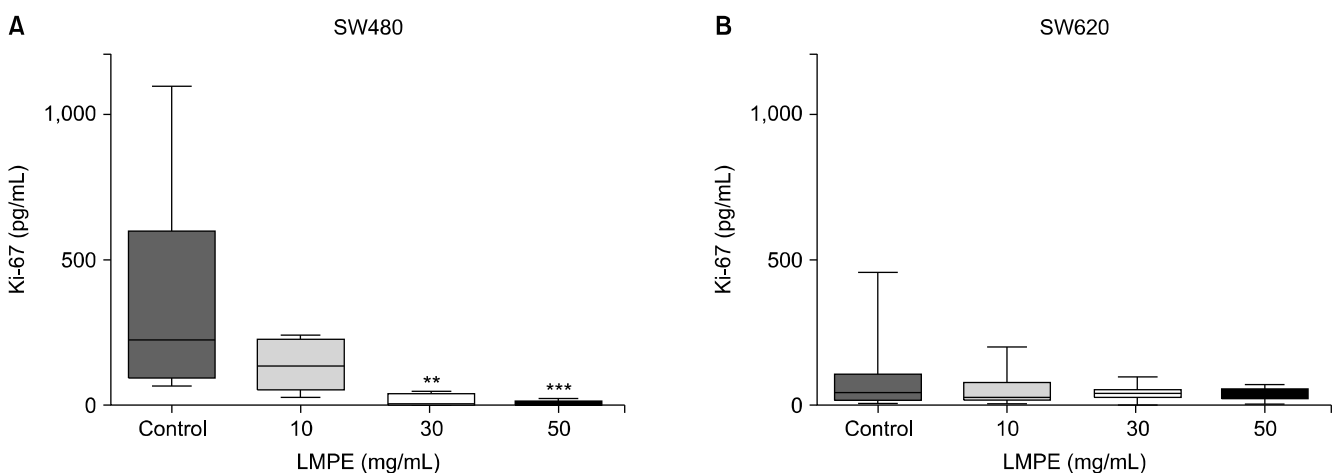 A
SW480
Ki-67 (pg/mL)
1,000
500
0
**
***
Control 10 30 50
LMPE (mg/mL)
B
SW620
Ki-67 (pg/mL)
1,000
500
0
Control 10 30 50
LMPE (mg/mL)